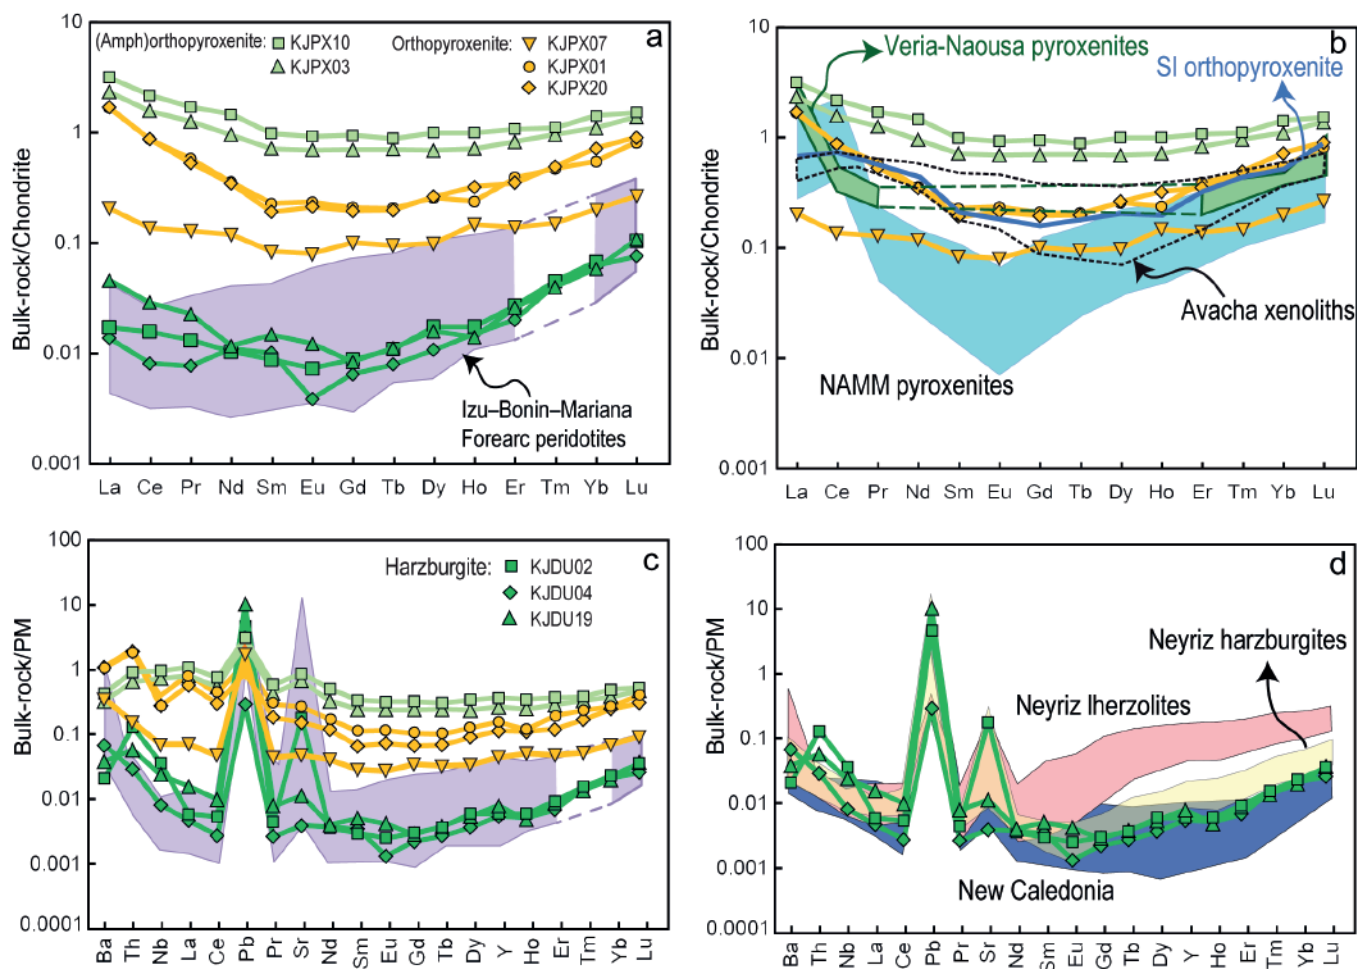 a
(Amph)orthopyroxenite:
KJPX10
KJPX03
Orthopyroxenite:
KJPX07
KJPX01
KJPX20
Bulk-rock/Chondrite
10
1
0.1
0.01
0.001
Izu–Bonin–Mariana
Forearc peridotites
La Ce Pr Nd Sm Eu Gd Tb Dy Ho Er Tm Yb Lu
b
Veria-Naousa pyroxenites
SI orthopyroxenite
Bulk-rock/Chondrite
10
1
0.1
0.01
0.001
Avacha xenoliths
NAMM pyroxenites
La Ce Pr Nd Sm Eu Gd Tb Dy Ho Er Tm Yb Lu
c
Harzburgite:
KJDU02
KJDU04
KJDU19
Bulk-rock/PM
100
10
1
0.1
0.01
0.001
0.0001
Ba Th Nb La Ce Pb Pr Sr Nd Sm Eu Gd Tb Dy Y Ho Er Tm Yb Lu
d
Neyriz harzburgites
Neyriz lherzolites
Bulk-rock/PM
100
10
1
0.1
0.01
0.001
0.0001
New Caledonia
Ba Th Nb La Ce Pb Pr Sr Nd Sm Eu Gd Tb Dy Y Ho Er Tm Yb Lu